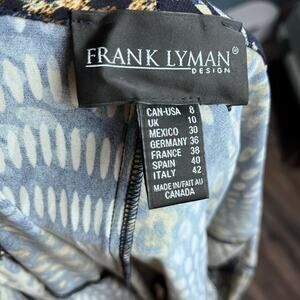 FRANK LYMAN®
DESIGN
CAN-USA 8
UK 10
MEXICO 30
GERMANY 36
FRANCE 38
SPAIN 40
ITALY 42
MADE IN/FAIT AU
CANADA